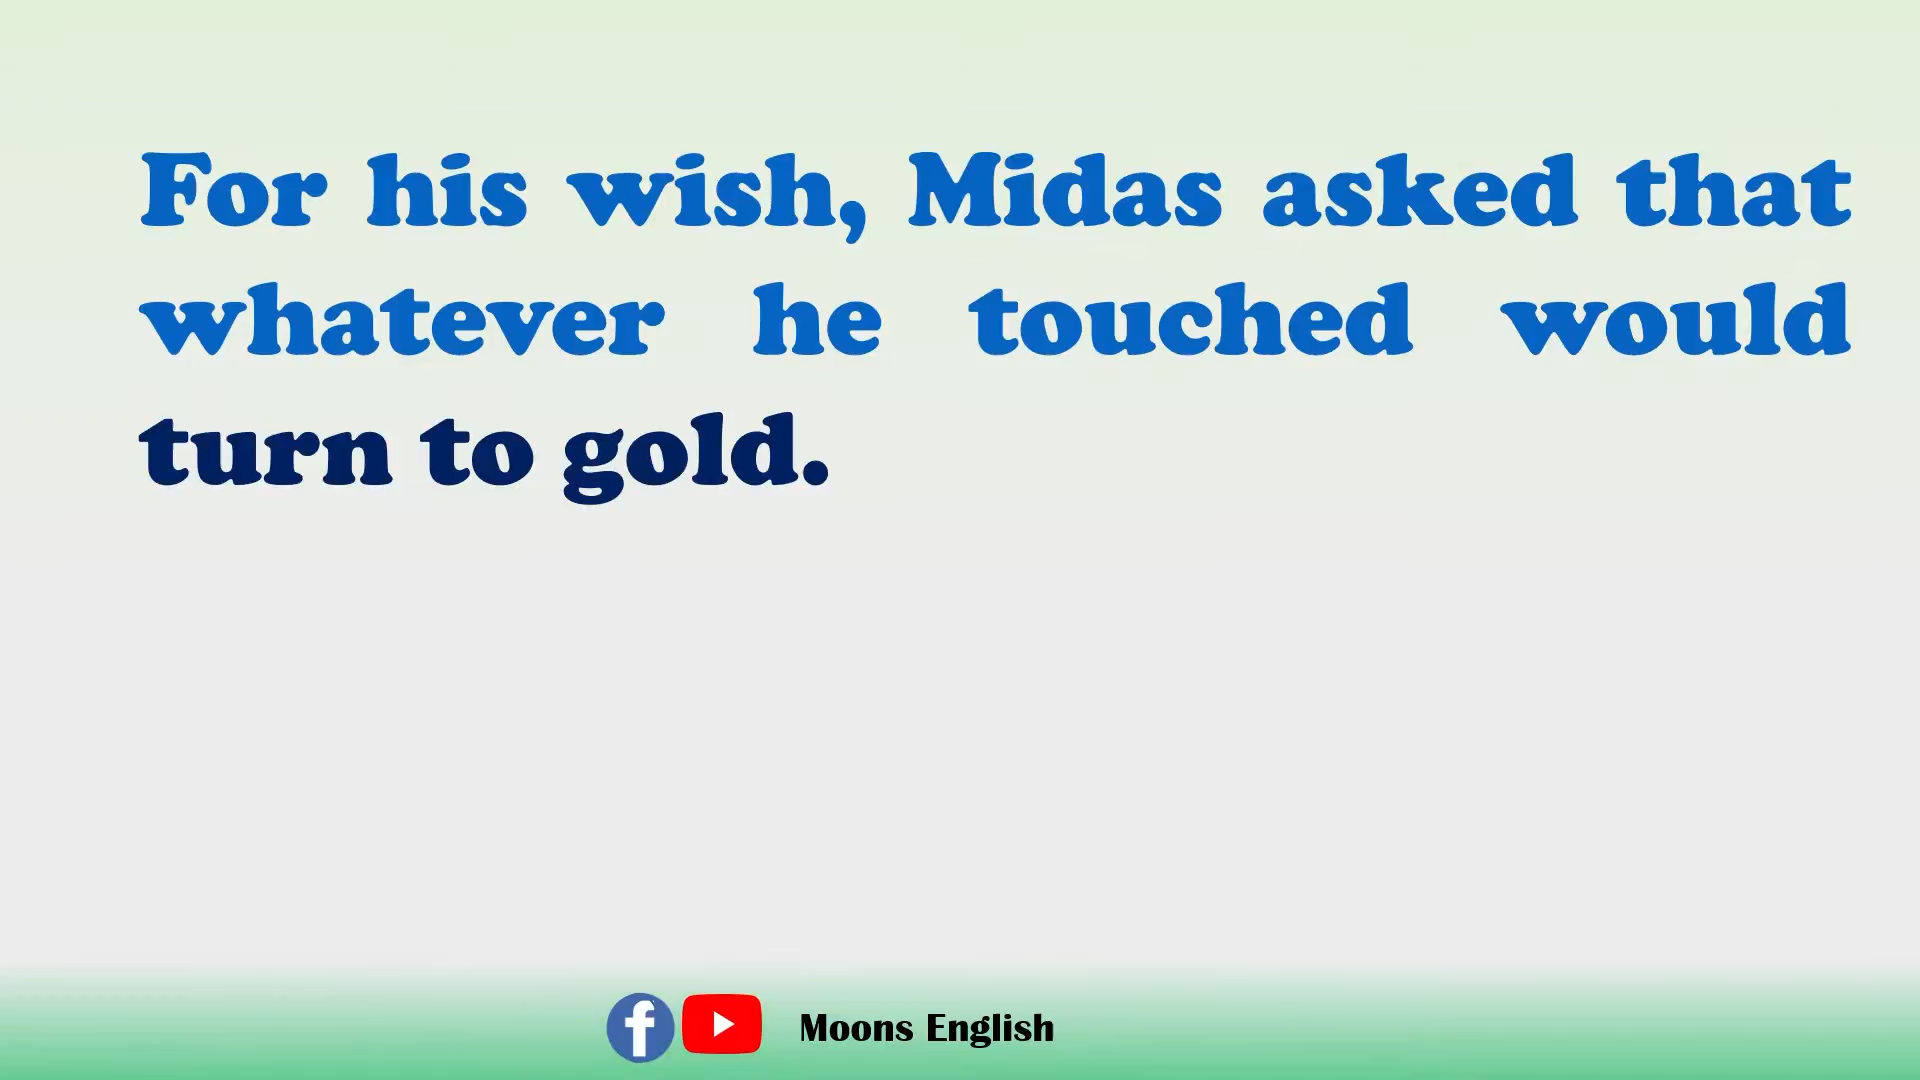 For his wish, Midas asked that
whatever he touched would
turn to gold.
Moons English